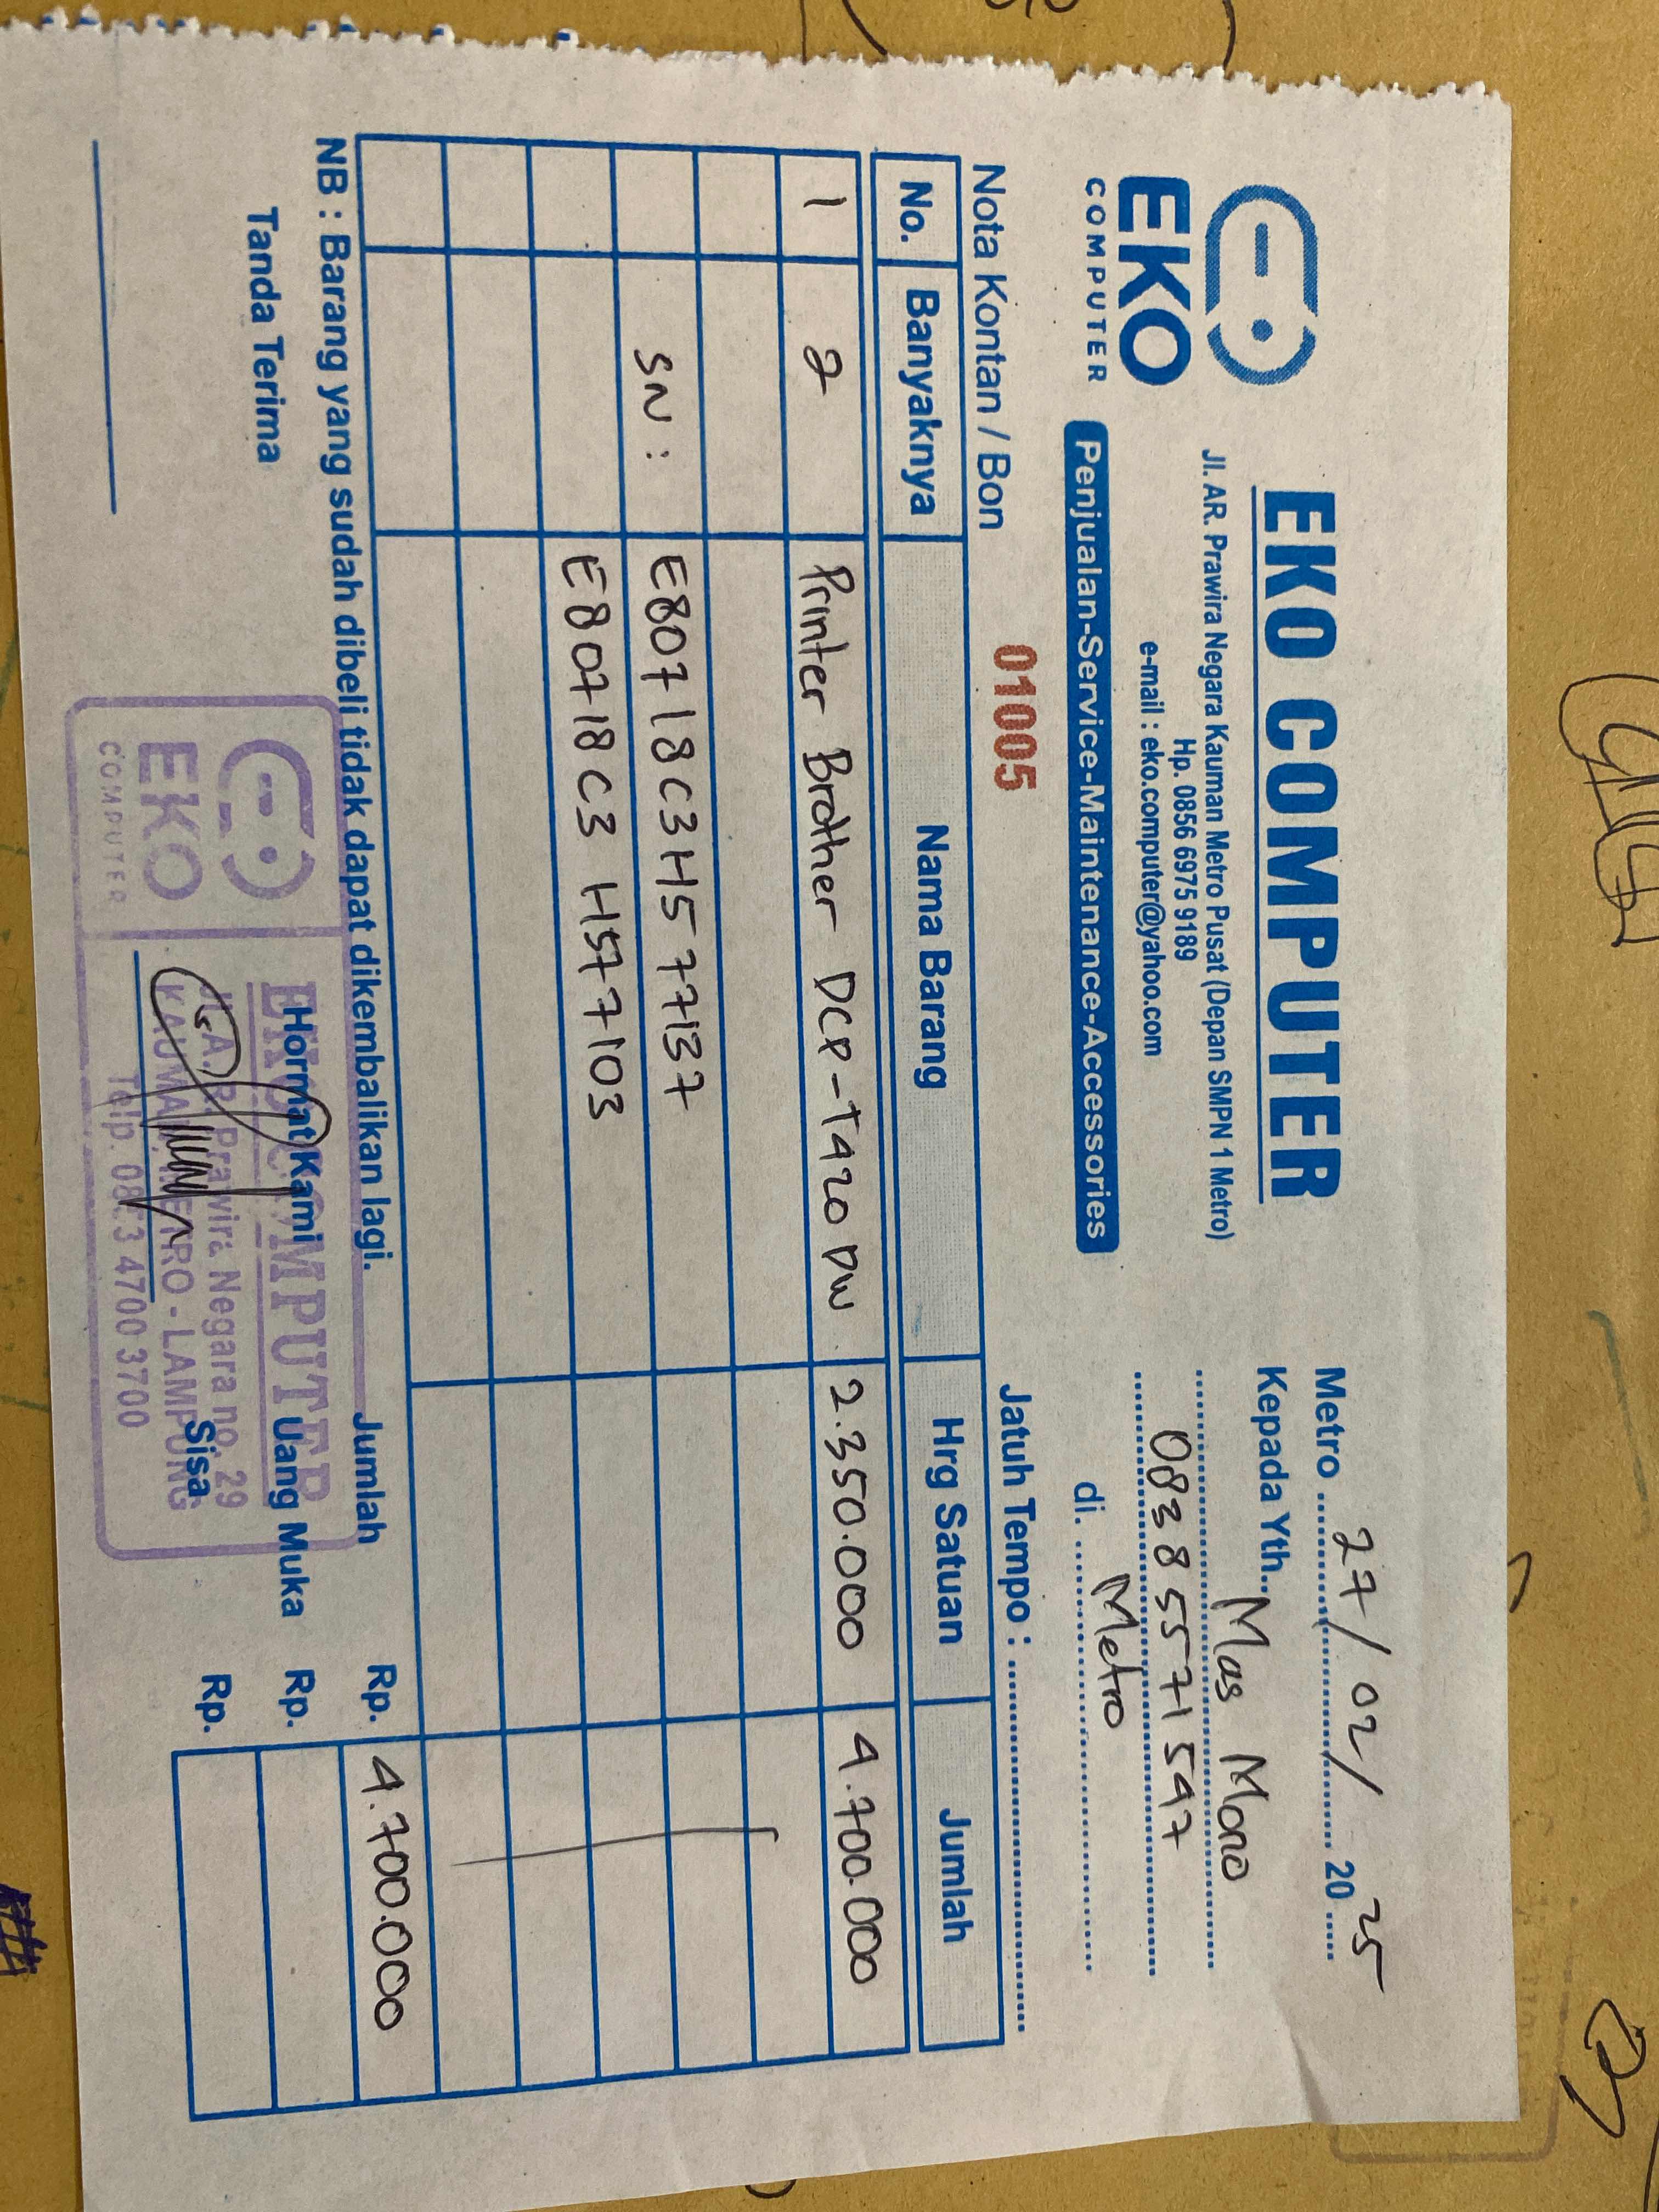 EKO
COMPUTER
EKO COMPUTER
Jl. AR. Prawira Negara Kauman Metro Pusat (Depan SMPN 1 Metro)
Hp. 0856 6975 9189
e-mail : eko.computer@yahoo.com
Penjualan-Service-Maintenance-Accessories
Metro 27/02/ 2025
Kepada Yth. Mas Mono
0838 5571 547
di. Metro
Nota Kontan / Bon 01005 Jatuh Tempo :
No. Banyaknya Nama Barang Hrg Satuan Jumlah
1 2 Printer Brother DCP-T420 DW 2.350.000 4.700.000
SN : E80718C3H577137
E80718C3 H577103
NB : Barang yang sudah dibeli tidak dapat dikembalikan lagi.
Jumlah Rp. 4.700.000
Tanda Terima Hormat Kami Uang Muka Rp.
Sisa Rp.
EKO
COMPUTER
EKO COMPUTER
Prawira Negara no. 29
KAUMAN METRO - LAMPUNG
Telp. 4700 3700